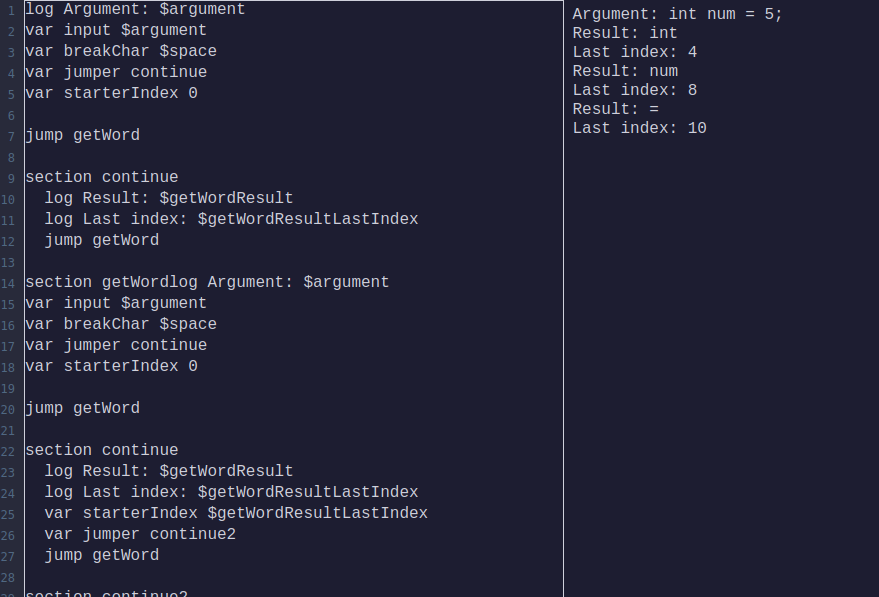 1 log Argument: $argument
2 var input $argument
3 var breakChar $space
4 var jumper continue
5 var starterIndex 0
6
7 jump getWord
8
9 section continue
10   log Result: $getWordResult
11   log Last index: $getWordResultLastIndex
12   jump getWord
13
14 section getWordlog Argument: $argument
15 var input $argument
16 var breakChar $space
17 var jumper continue
18 var starterIndex 0
19
20 jump getWord
21
22 section continue
23   log Result: $getWordResult
24   log Last index: $getWordResultLastIndex
25   var starterIndex $getWordResultLastIndex
26   var jumper continue2
27   jump getWord
28
29 section continue2
Argument: int num = 5;
Result: int
Last index: 4
Result: num
Last index: 8
Result: =
Last index: 10